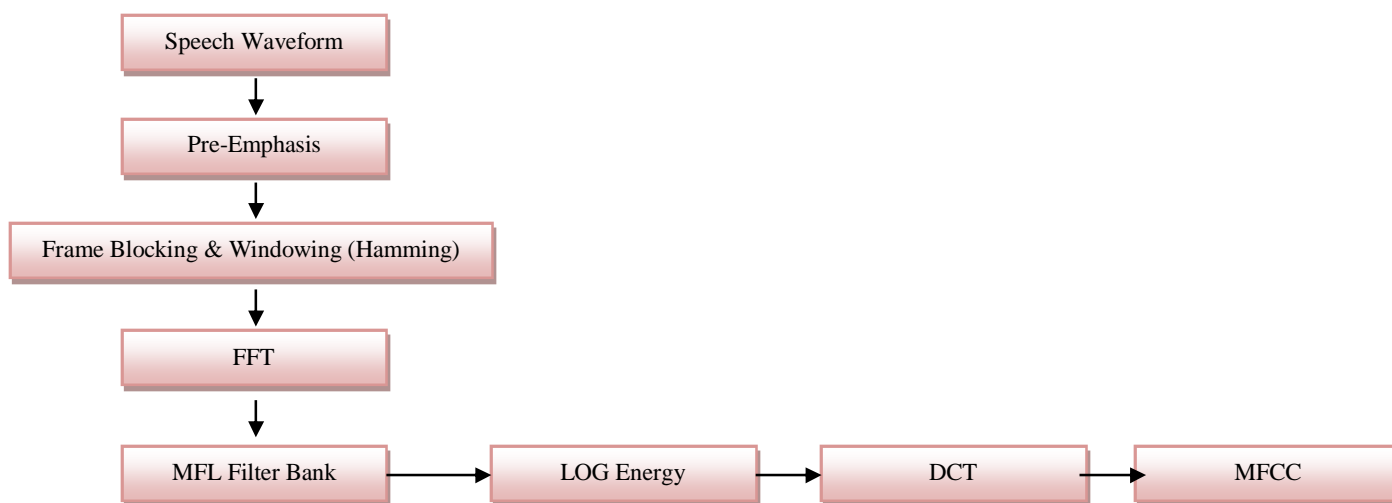 Speech Waveform
Pre-Emphasis
Frame Blocking & Windowing (Hamming)
FFT
MFL Filter Bank
LOG Energy
DCT
MFCC